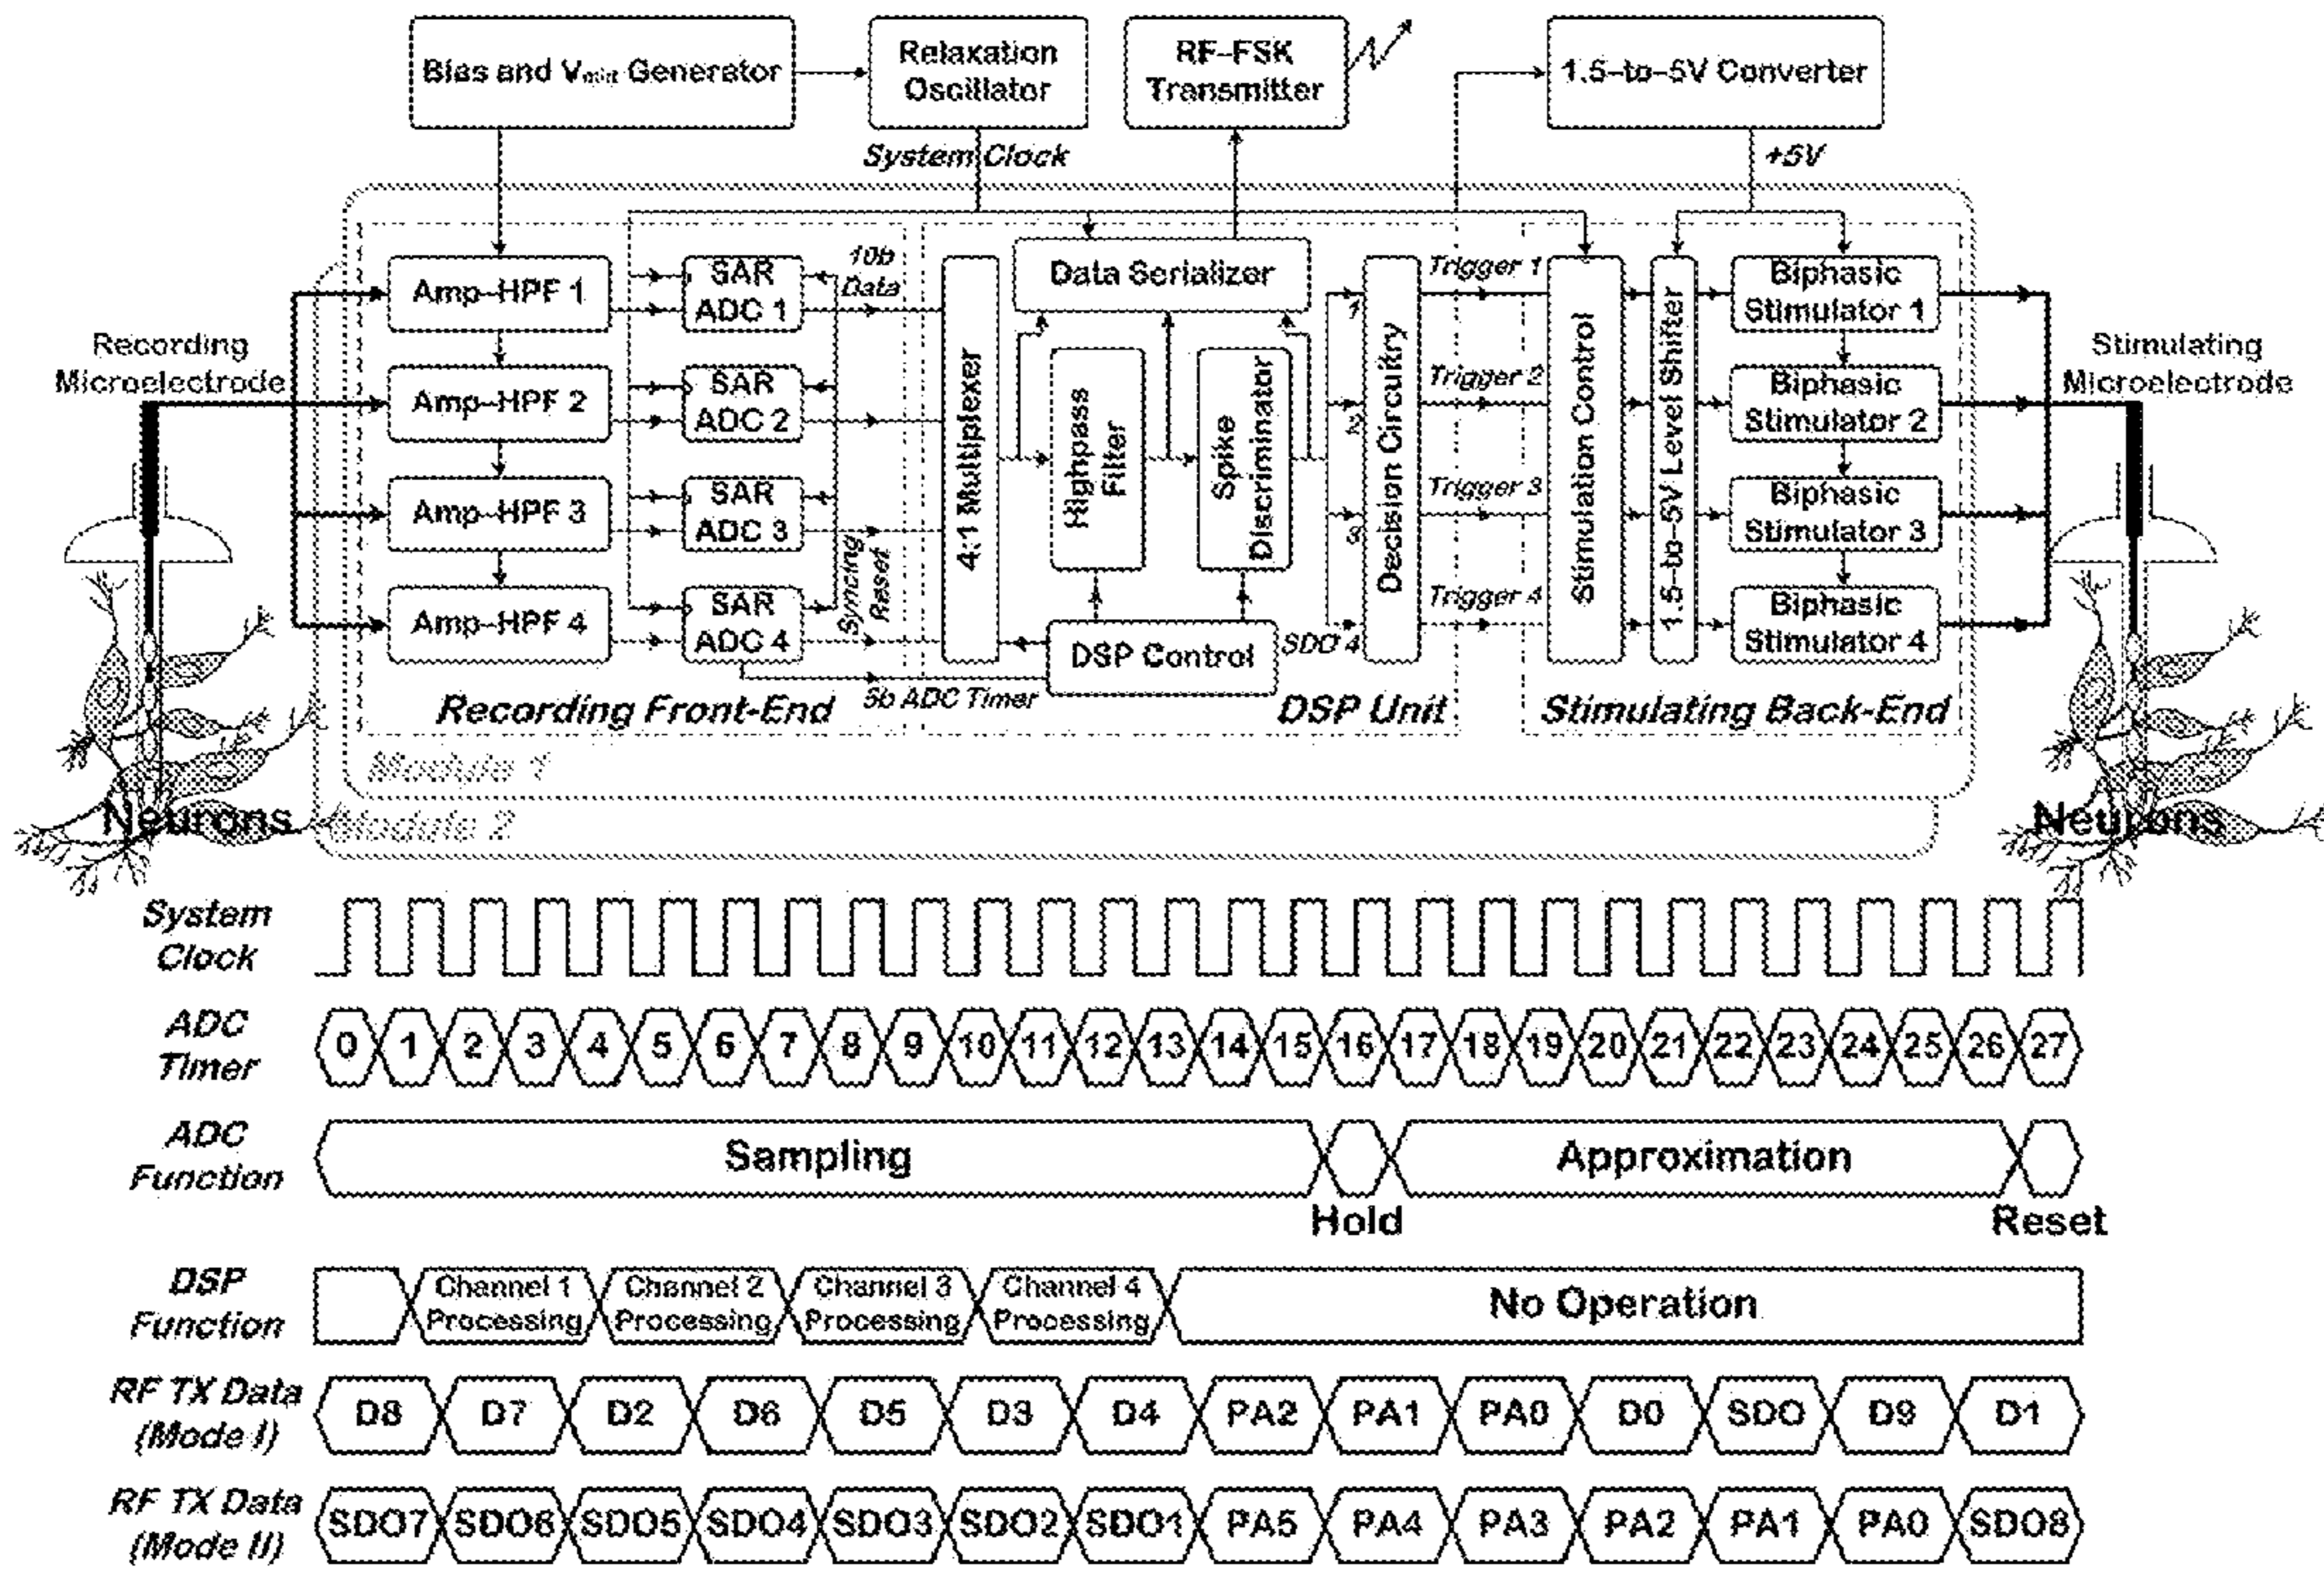 Bias and Vmid Generator
Relaxation
Oscillator
RF-FSK
Transmitter
1.5-to-5V Converter
System Clock
+5V
Amp-HPF 1
Amp-HPF 2
Amp-HPF 3
Amp-HPF 4
SAR
ADC 1
SAR
ADC 2
SAR
ADC 3
SAR
ADC 4
10b
Data
Syncing
Reset
4:1 Multiplexer
Data Serializer
Highpass
Filter
Spike
Discriminator
DSP Control
1
2
3
SDO 4
Decision Circuitry
Trigger 1
Trigger 2
Trigger 3
Trigger 4
Stimulation Control
1.5-to-5V Level Shifter
Biphasic
Stimulator 1
Biphasic
Stimulator 2
Biphasic
Stimulator 3
Biphasic
Stimulator 4
Recording
Microelectrode
Stimulating
Microelectrode
Recording Front-End
5b ADC Timer
DSP Unit
Stimulating Back-End
Module 1
Module 2
Neurons
Neurons
System
Clock
ADC
Timer
0 1 2 3 4 5 6 7 8 9 10 11 12 13 14 15 16 17 18 19 20 21 22 23 24 25 26 27
ADC
Function
Sampling
Hold
Approximation
Reset
DSP
Function
Channel 1
Processing
Channel 2
Processing
Channel 3
Processing
Channel 4
Processing
No Operation
RF TX Data
(Mode I)
D8 D7 D2 D6 D5 D3 D4 PA2 PA1 PA0 D0 SDO D9 D1
RF TX Data
(Mode II)
SDO7 SDO6 SDO5 SDO4 SDO3 SDO2 SDO1 PA5 PA4 PA3 PA2 PA1 PA0 SDO8